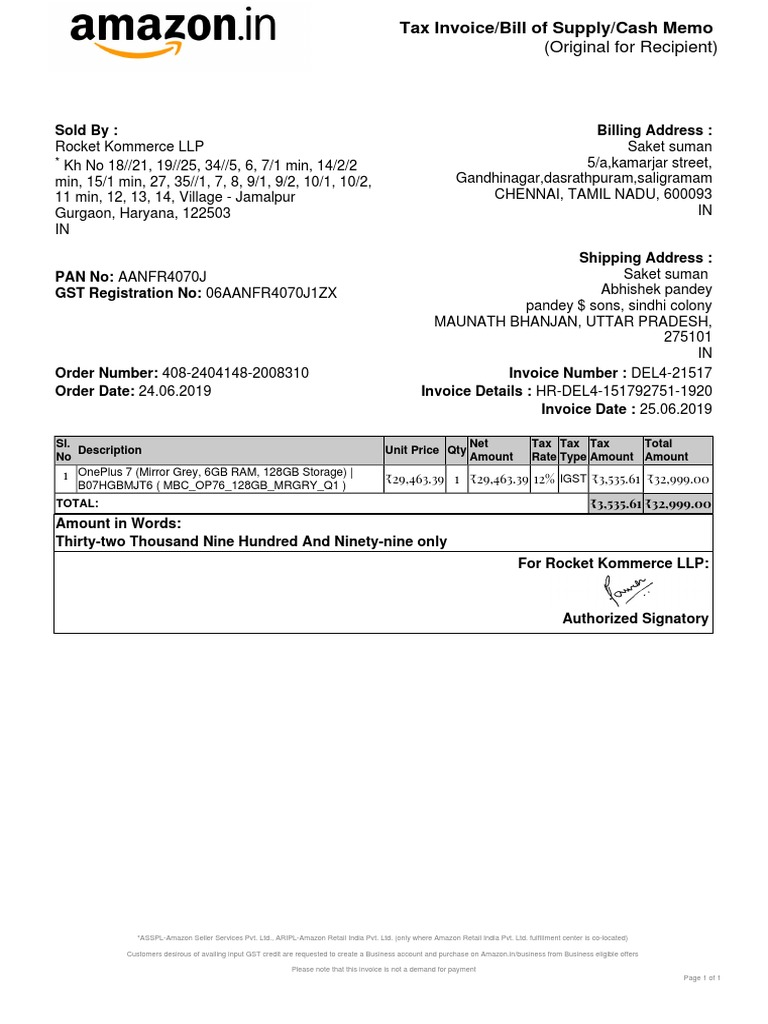 amazon.in
Tax Invoice/Bill of Supply/Cash Memo
(Original for Recipient)
Sold By :
Rocket Kommerce LLP
* Kh No 18//21, 19//25, 34//5, 6, 7/1 min, 14/2/2
min, 15/1 min, 27, 35//1, 7, 8, 9/1, 9/2, 10/1, 10/2,
11 min, 12, 13, 14, Village - Jamalpur
Gurgaon, Haryana, 122503
IN
Billing Address :
Saket suman
5/a,kamarjar street,
Gandhinagar,dasrathpuram,saligramam
CHENNAI, TAMIL NADU, 600093
IN
PAN No: AANFR4070J
GST Registration No: 06AANFR4070J1ZX
Shipping Address :
Saket suman
Abhishek pandey
pandey $ sons, sindhi colony
MAUNATH BHANJAN, UTTAR PRADESH,
275101
IN
Order Number: 408-2404148-2008310
Order Date: 24.06.2019
Invoice Number : DEL4-21517
Invoice Details : HR-DEL4-151792751-1920
Invoice Date : 25.06.2019
Sl. No Description Unit Price Qty Net Amount Tax Rate Tax Type Tax Amount Total Amount
1 OnePlus 7 (Mirror Grey, 6GB RAM, 128GB Storage) | ₹29,463.39 1 ₹29,463.39 12% IGST ₹3,535.61 ₹32,999.00
B07HGBMJT6 ( MBC_OP76_128GB_MRGRY_Q1 )
TOTAL: ₹3,535.61 ₹32,999.00
Amount in Words:
Thirty-two Thousand Nine Hundred And Ninety-nine only
For Rocket Kommerce LLP:
Authorized Signatory
*ASSPL-Amazon Seller Services Pvt. Ltd., ARIPL-Amazon Retail India Pvt. Ltd. (only where Amazon Retail India Pvt. Ltd. fulfillment center is co-located)
Customers desirous of availing input GST credit are requested to create a Business account and purchase on Amazon.in/business from Business eligible offers
Please note that this invoice is not a demand for payment
Page 1 of 1